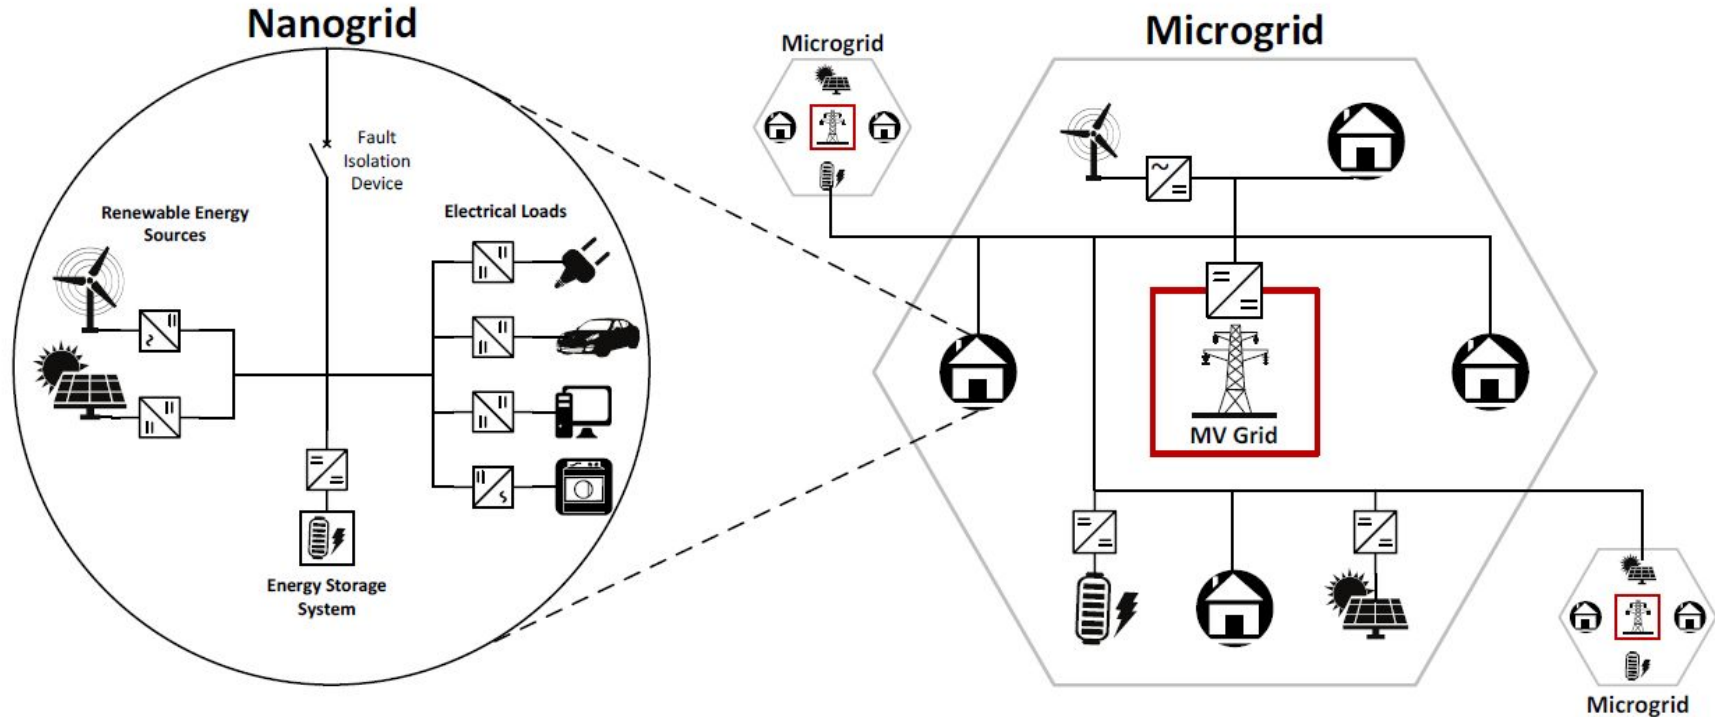 Nanogrid
Fault
Isolation
Device
Renewable Energy
Sources
Electrical Loads
Energy Storage
System
Microgrid
Microgrid
MV Grid
Microgrid